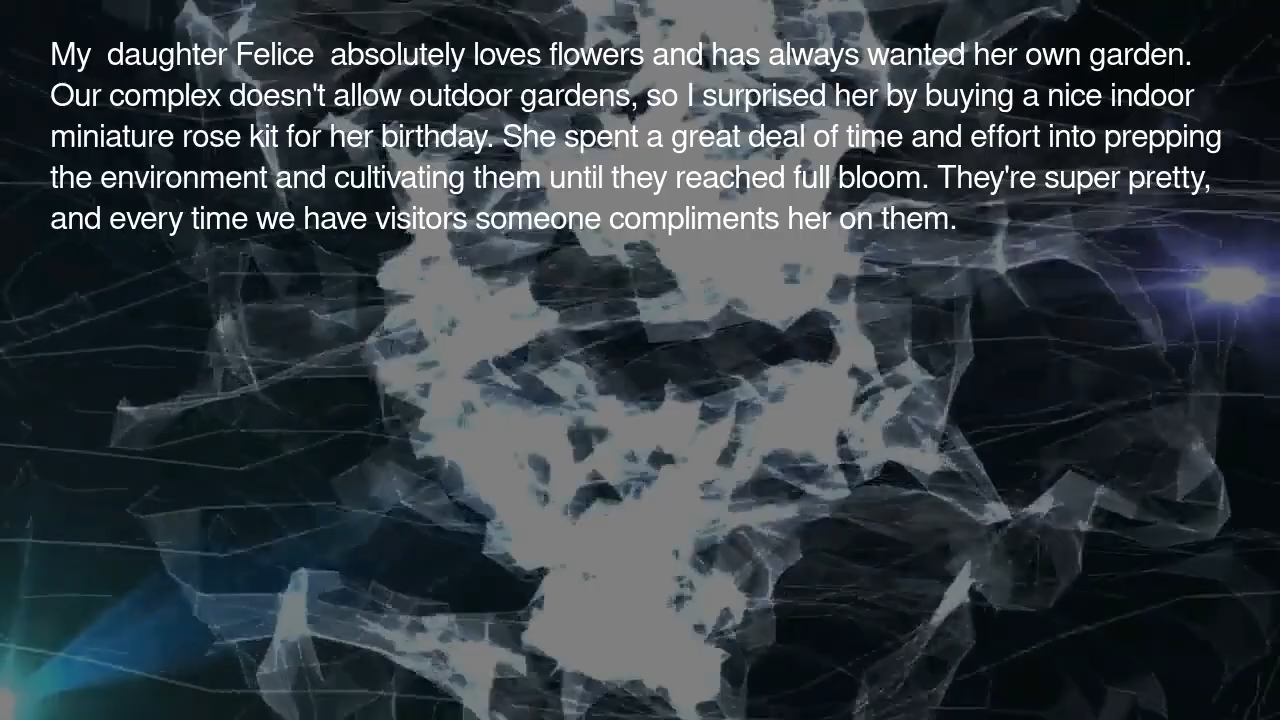 My  daughter Felice  absolutely loves flowers and has always wanted her own garden.
Our complex doesn't allow outdoor gardens, so I surprised her by buying a nice indoor
miniature rose kit for her birthday. She spent a great deal of time and effort into prepping
the environment and cultivating them until they reached full bloom. They're super pretty,
and every time we have visitors someone compliments her on them.